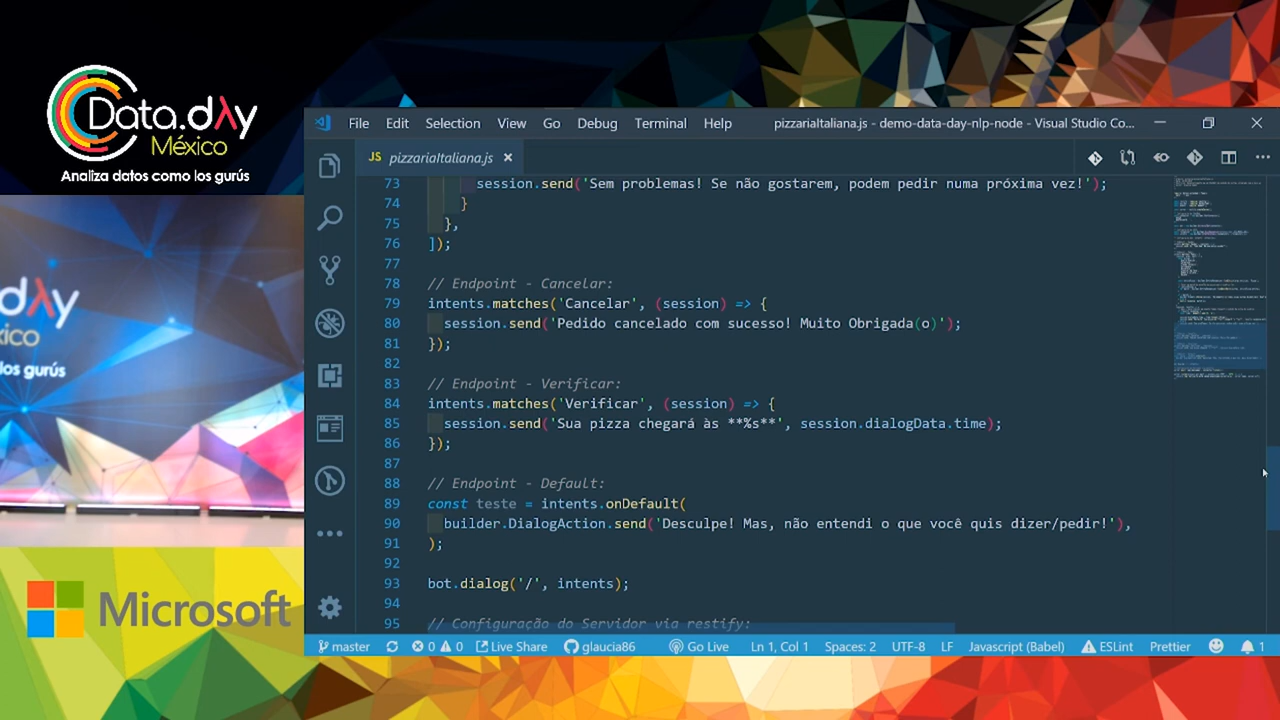 Data.dAy
México
Analiza datos como los gurús
dAy
xico
los gurús
Microsoft
File Edit Selection View Go Debug Terminal Help pizzariaItaliana.js - demo-data-day-nlp-node - Visual Studio Co...
JS pizzariaItaliana.js
73 session.send('Sem problemas! Se não gostarem, podem pedir numa próxima vez!');
74 }
75 },
76 ]);
77
78 // Endpoint - Cancelar:
79 intents.matches('Cancelar', (session) => {
80 session.send('Pedido cancelado com sucesso! Muito Obrigada(o)');
81 });
82
83 // Endpoint - Verificar:
84 intents.matches('Verificar', (session) => {
85 session.send('Sua pizza chegará às **%s**', session.dialogData.time);
86 });
87
88 // Endpoint - Default:
89 const teste = intents.onDefault(
90 builder.DialogAction.send('Desculpe! Mas, não entendi o que você quis dizer/pedir!'),
91 );
92
93 bot.dialog('/', intents);
94
95 // Configuração do Servidor via restify:
master 0 0 Live Share glaucia86 Go Live Ln 1, Col 1 Spaces: 2 UTF-8 LF Javascript (Babel) ESLint Prettier 1